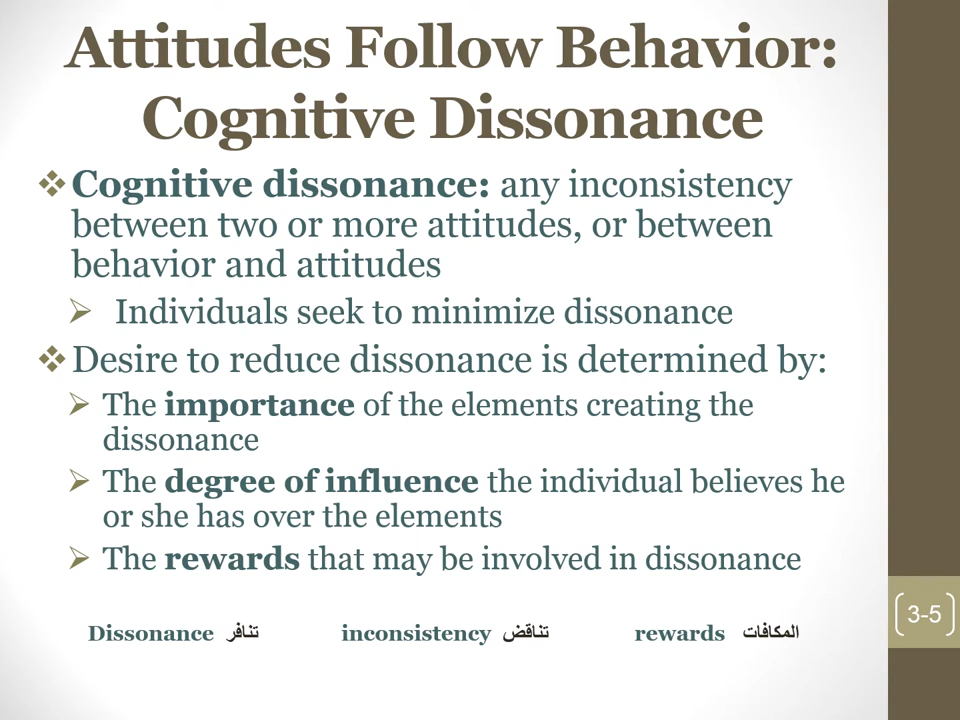 Attitudes Follow Behavior:
Cognitive Dissonance
❖Cognitive dissonance: any inconsistency
between two or more attitudes, or between
behavior and attitudes
➢ Individuals seek to minimize dissonance
❖Desire to reduce dissonance is determined by:
➢ The importance of the elements creating the
dissonance
➢ The degree of influence the individual believes he
or she has over the elements
➢ The rewards that may be involved in dissonance
3-5
Dissonance تنافر inconsistency تناقض rewards المكافات